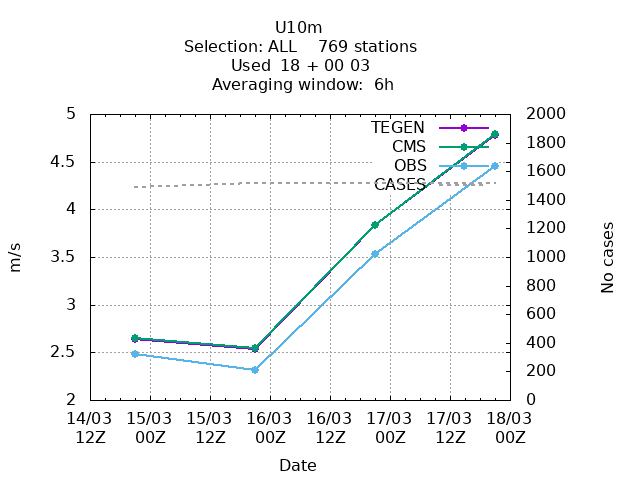 U10m
Selection: ALL    769 stations
Used 18 + 00 03
Averaging window:  6h
5
4.5
4
3.5
3
2.5
2
2000
1800
1600
1400
1200
1000
800
600
400
200
0
TEGEN
CMS
OBS
CASES
m/s
No cases
14/03 15/03 15/03 16/03 16/03 17/03 17/03 18/03
12Z 00Z 12Z 00Z 12Z 00Z 12Z 00Z
Date